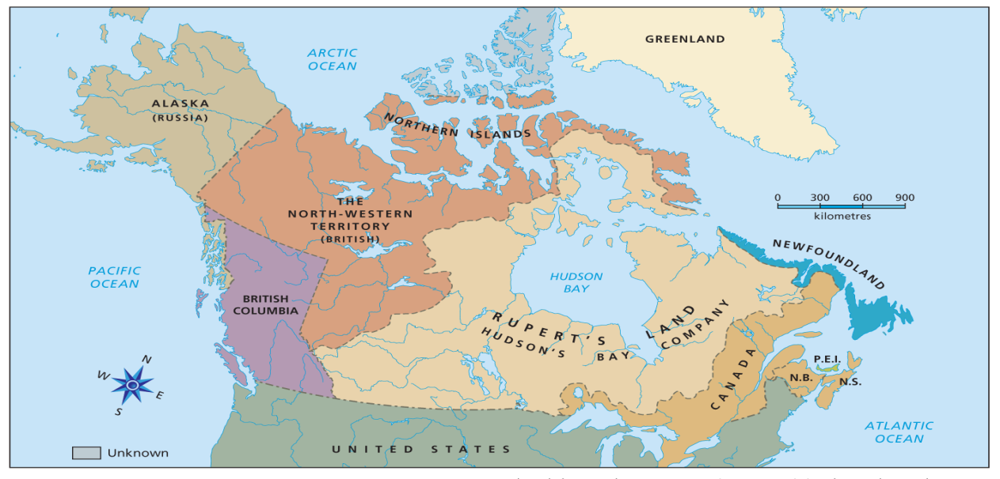 GREENLAND
ARCTIC
OCEAN
ALASKA
(RUSSIA)
NORTHERN ISLANDS
0 300 600 900
kilometres
THE
NORTH-WESTERN
TERRITORY
(BRITISH)
NEWFOUNDLAND
PACIFIC
OCEAN
HUDSON
BAY
BRITISH
COLUMBIA
RUPERT'S LAND
HUDSON'S BAY COMPANY
CANADA
P.E.I.
N.B.
N.S.
N
W
E
S
ATLANTIC
OCEAN
UNITED STATES
Unknown